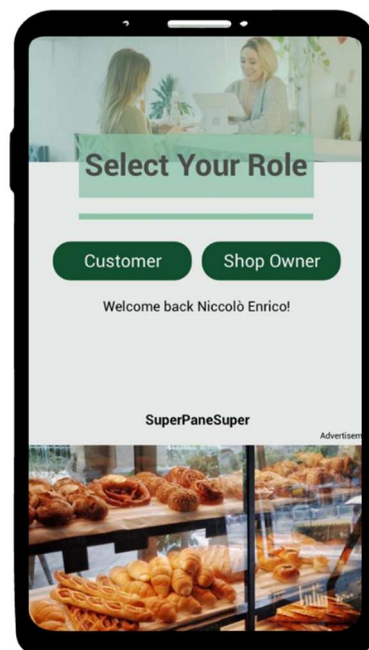 Select Your Role
Customer
Shop Owner
Welcome back Niccolò Enrico!
SuperPaneSuper
Advertisem